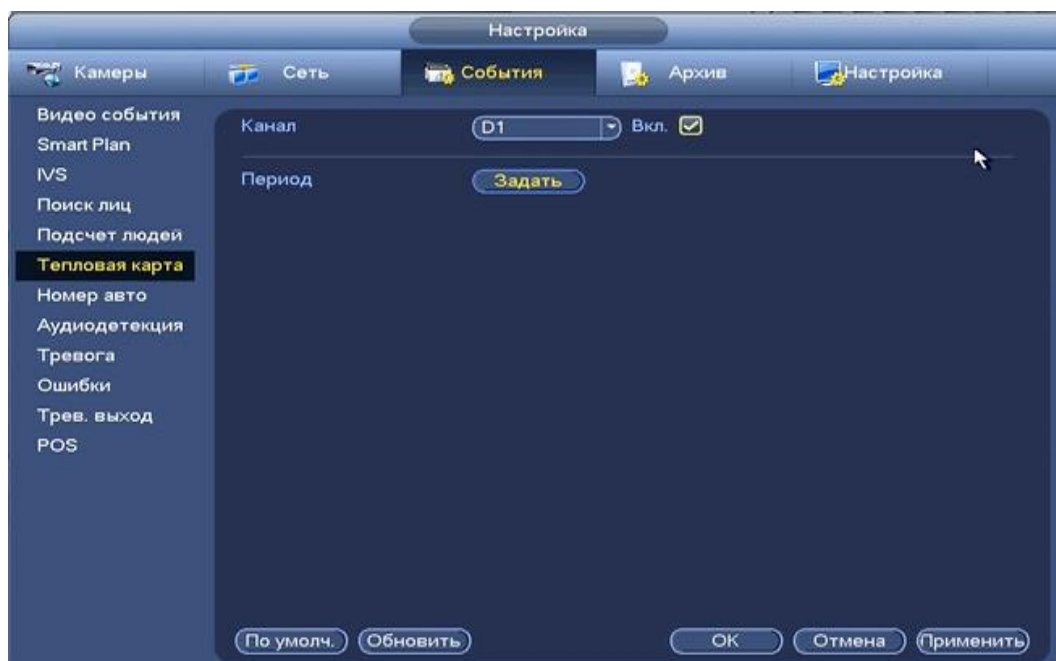 Настройка
Камеры Сеть События Архив Настройка
Видео события
Smart Plan
IVS
Поиск лиц
Подсчет людей
Тепловая карта
Номер авто
Аудиодетекция
Тревога
Ошибки
Трев. выход
POS
Канал D1 Вкл.
Период Задать
По умолч. Обновить OK Отмена Применить